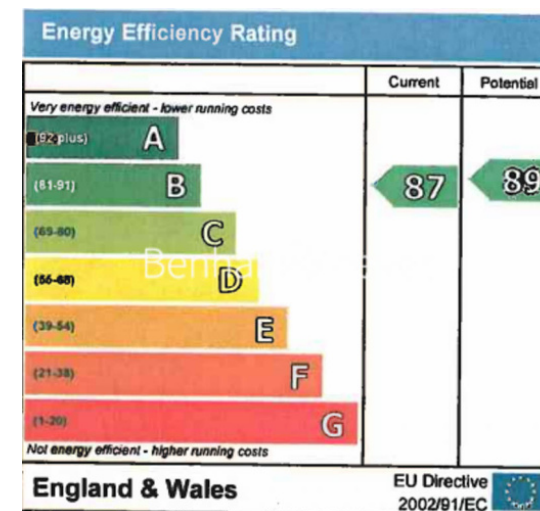 Energy Efficiency Rating
Current Potential
Very energy efficient - lower running costs
(92-plus) A
(81-91) B 87 89
(69-80) C
(55-68) D
(39-54) E
(21-38) F
(1-20) G
Not energy efficient - higher running costs
England & Wales
EU Directive
2002/91/EC